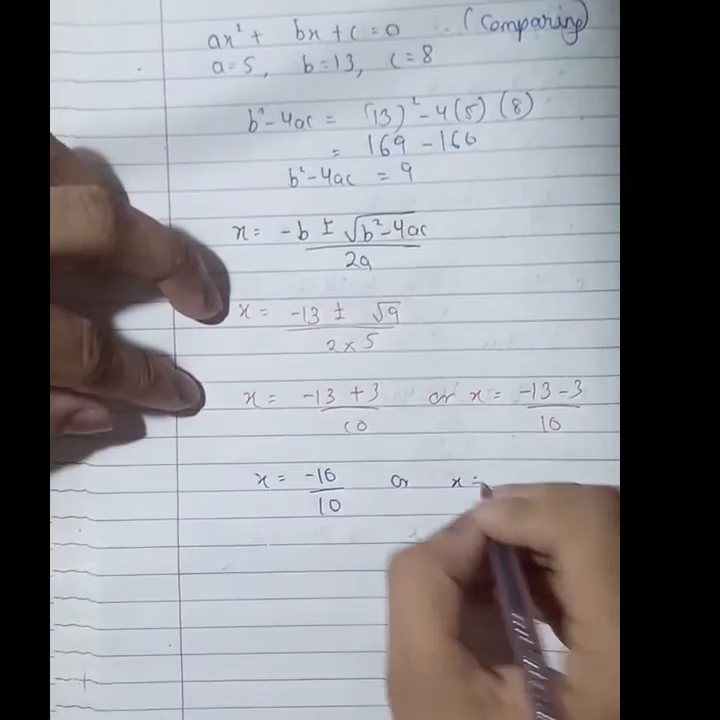 ax² + bx + c = 0 .. (Comparing)
a = 5, b = 13, c = 8
b² - 4ac = (13)² - 4(5) (8)
= 169 - 160
b² - 4ac = 9
x = -b ± √b² - 4ac / 2a
x = -13 ± √9 / 2 × 5
x = -13 + 3 / 10 or x = -13 - 3 / 10
x = -10 / 10 or x =